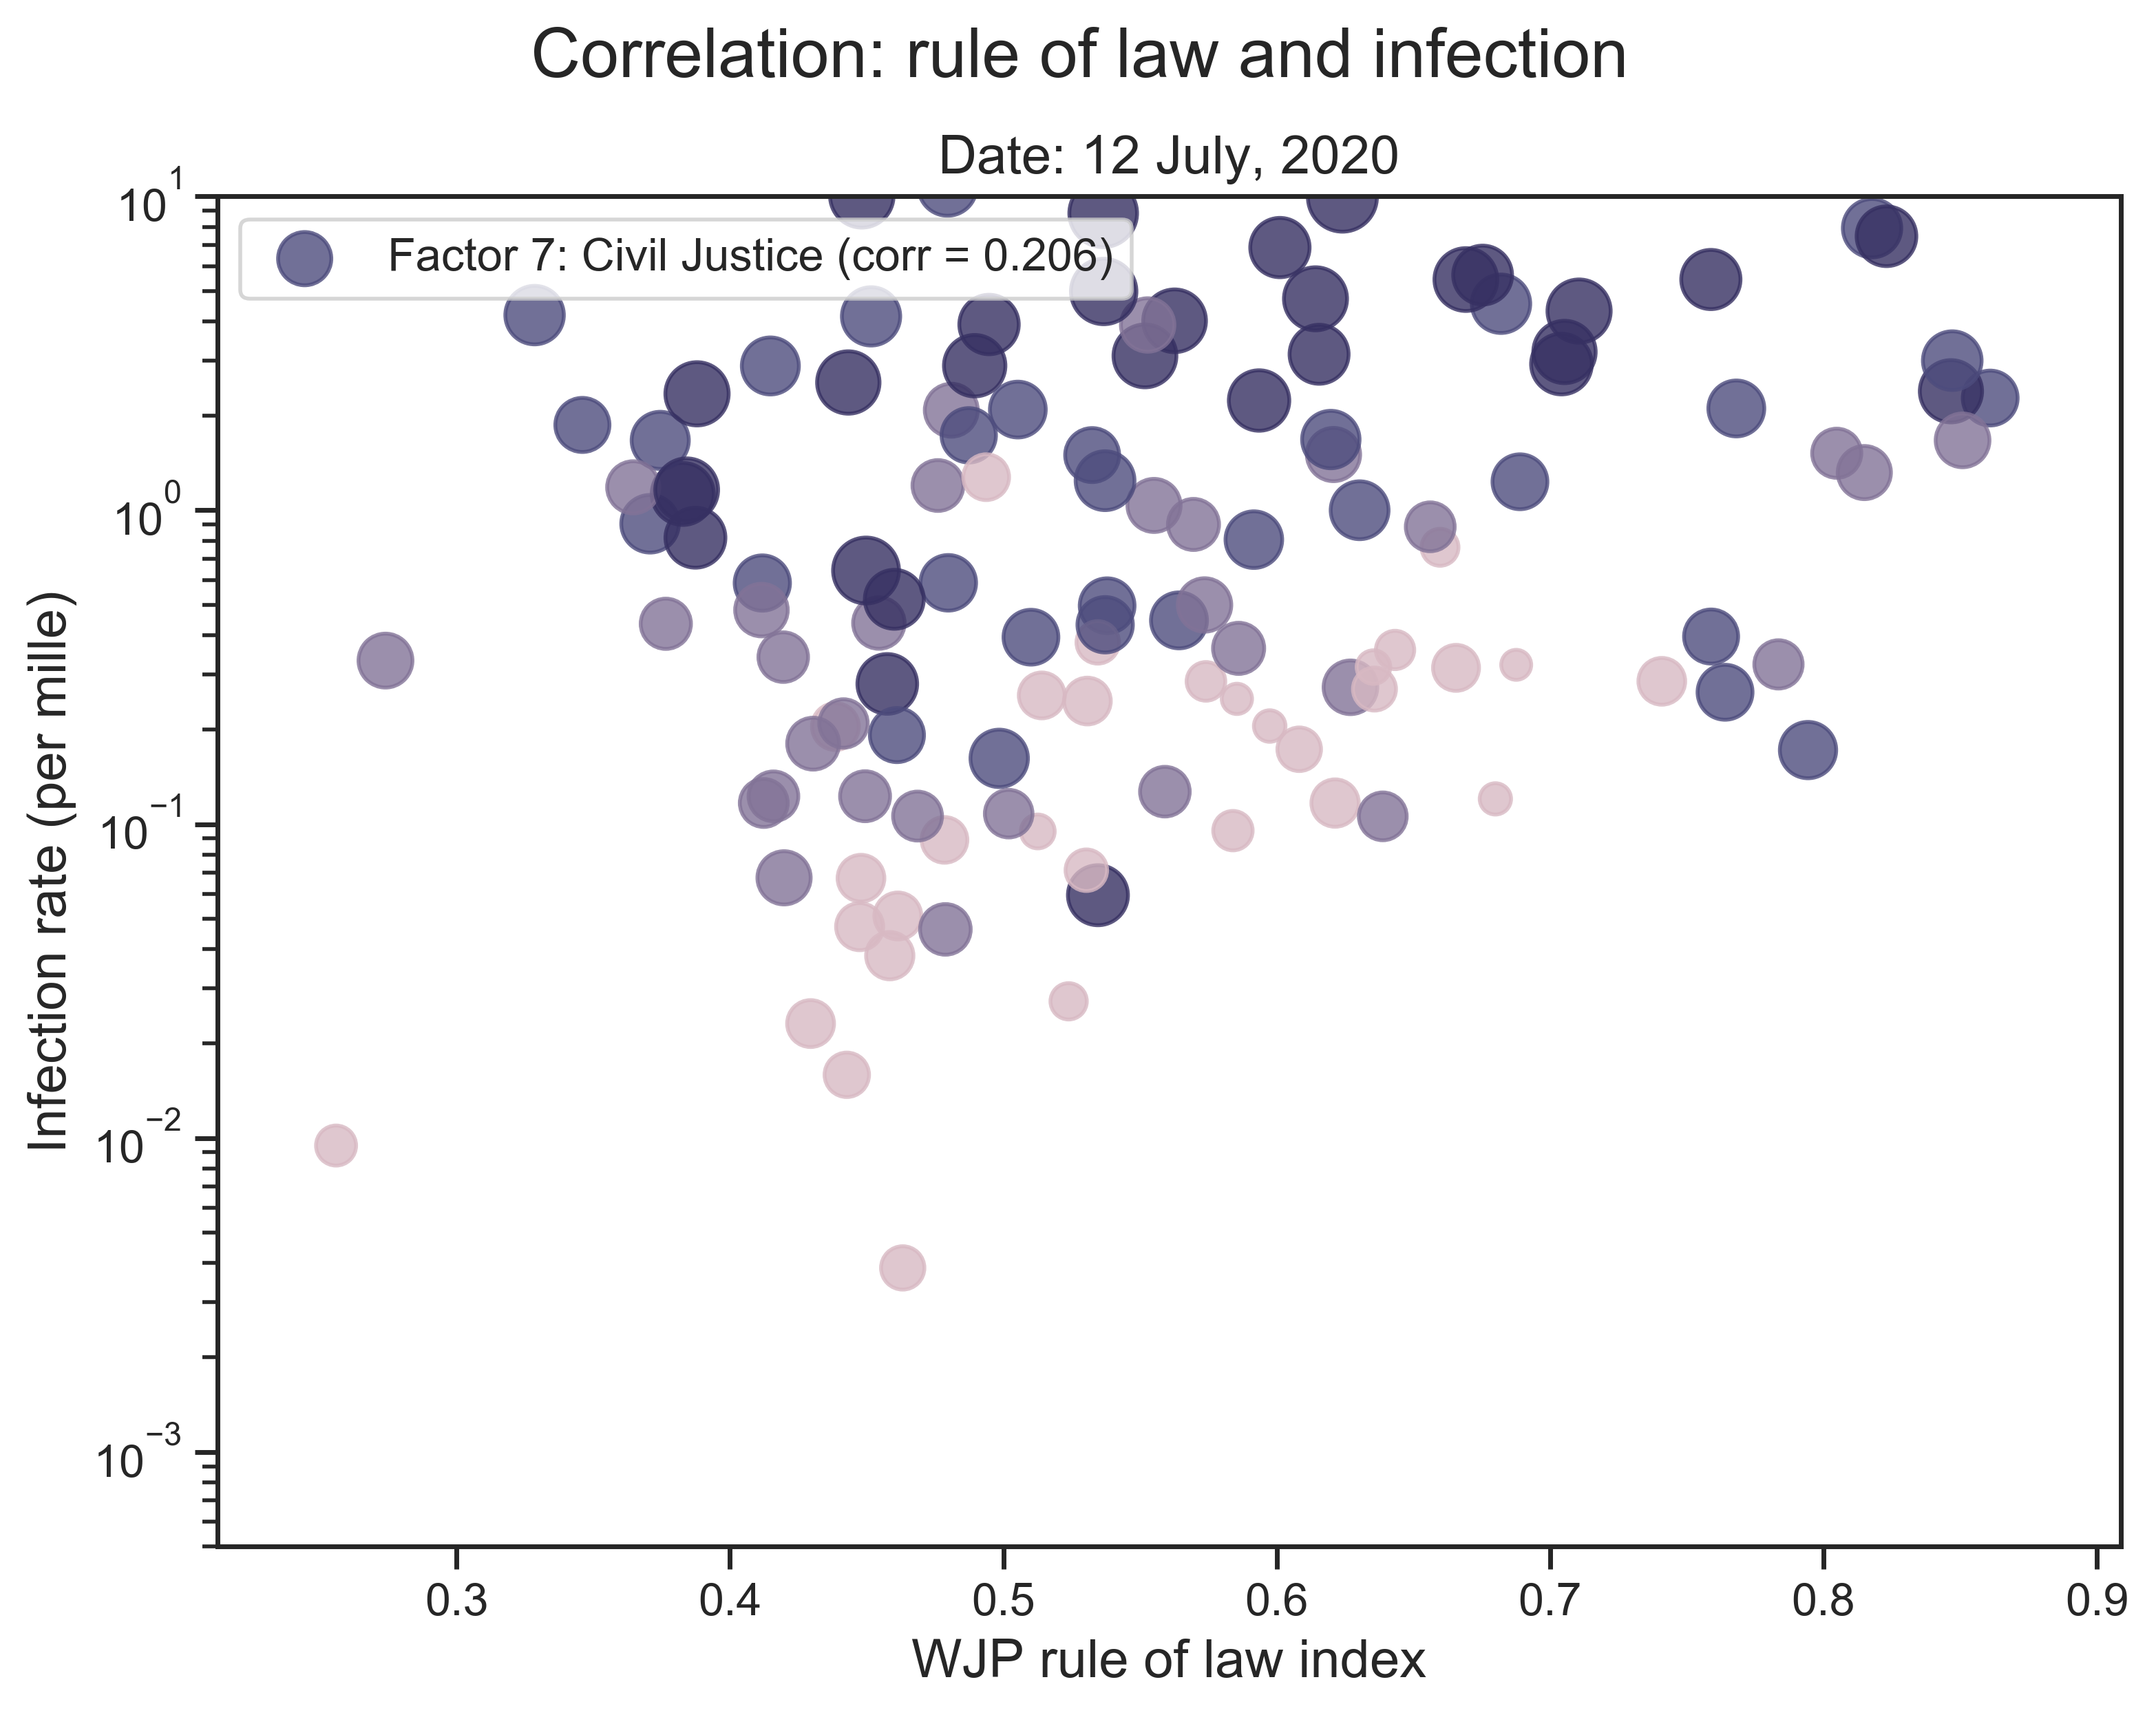 Correlation: rule of law and infection
Date: 12 July, 2020
Factor 7: Civil Justice (corr = 0.206)
Infection rate (per mille)
10^1
10^0
10^−1
10^−2
10^−3
0.3 0.4 0.5 0.6 0.7 0.8 0.9
WJP rule of law index